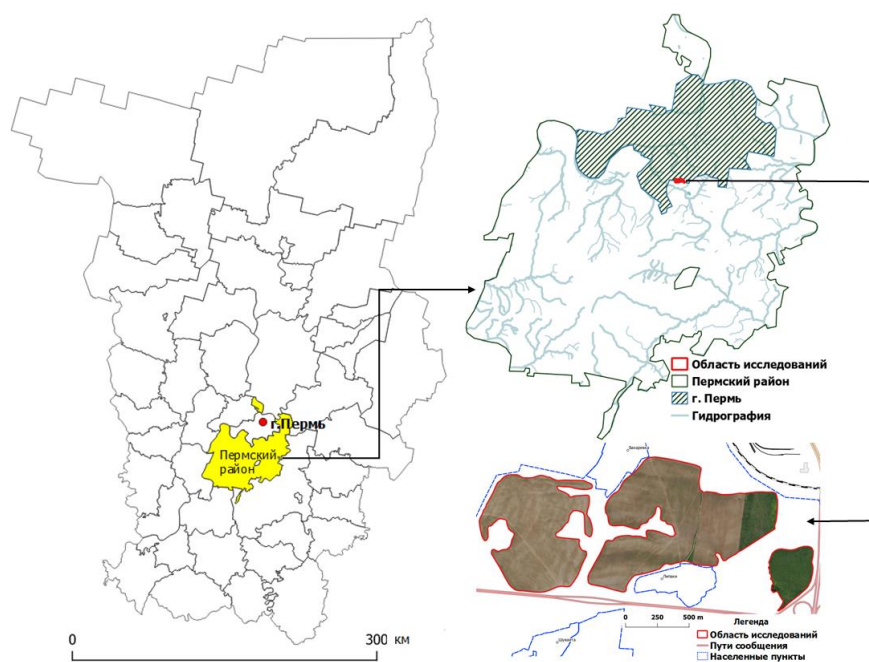 г.Пермь
Пермский
район
0
300 км
Область исследований
Пермский район
г. Пермь
Гидрография
Липаки
0 250 500 m
Легенда
Область исследований
Пути сообщения
Населенные пункты